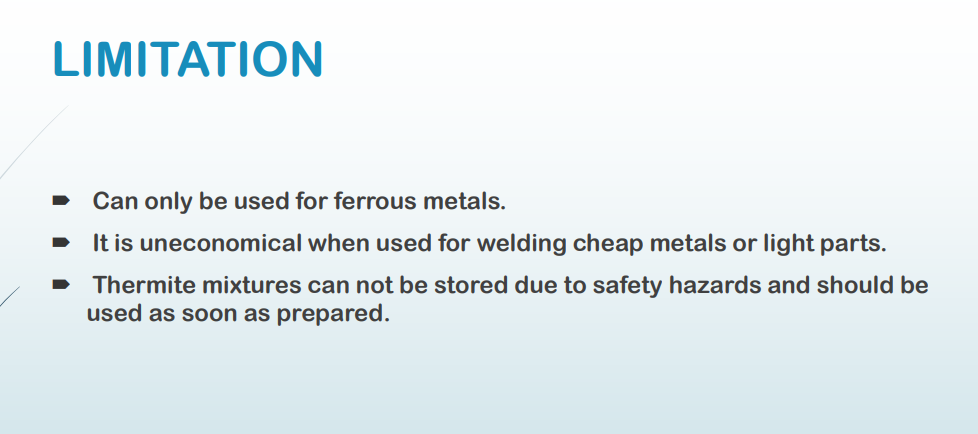 LIMITATION
Can only be used for ferrous metals.
It is uneconomical when used for welding cheap metals or light parts.
Thermite mixtures can not be stored due to safety hazards and should be
used as soon as prepared.